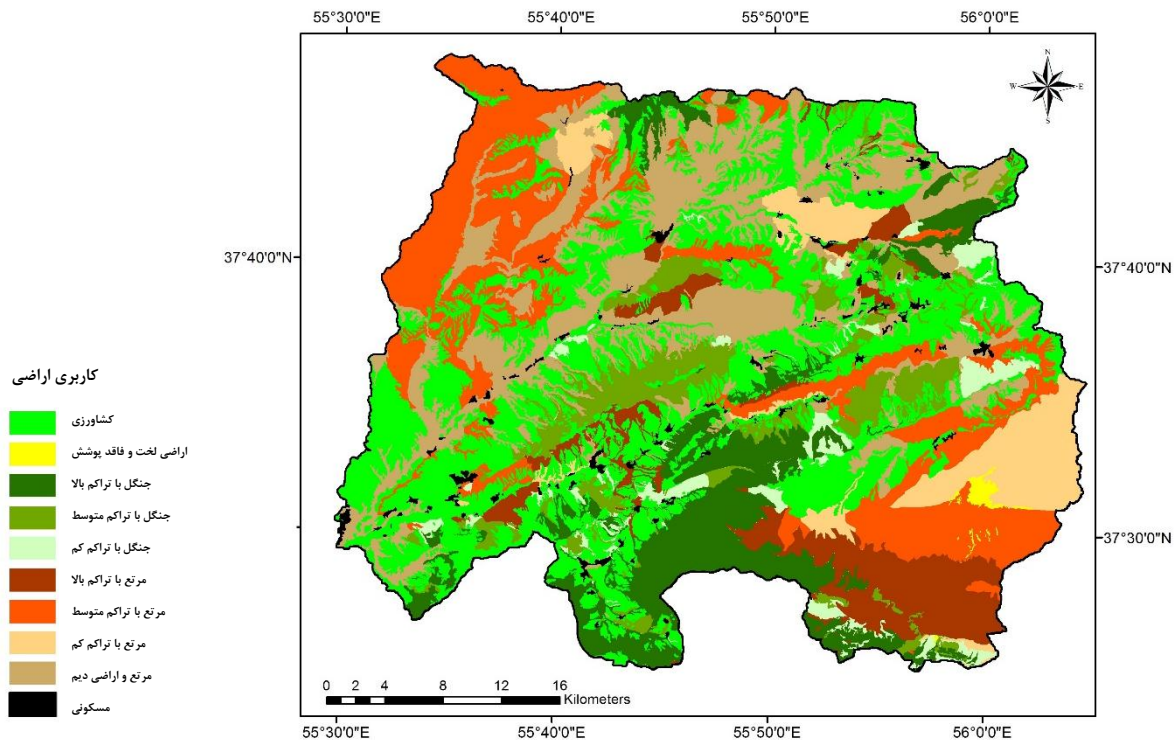 55°30'0"E 55°40'0"E 55°50'0"E 56°0'0"E
N
W E
S
37°40'0"N 37°40'0"N
کاربری اراضی
کشاورزی
اراضی لخت و فاقد پوشش
جنگل با تراکم بالا
جنگل با تراکم متوسط
جنگل با تراکم کم
مرتع با تراکم بالا
مرتع با تراکم متوسط
مرتع با تراکم کم
مرتع و اراضی دیم
مسکونی
37°30'0"N
0 2 4 8 12 16
Kilometers
55°30'0"E 55°40'0"E 55°50'0"E 56°0'0"E